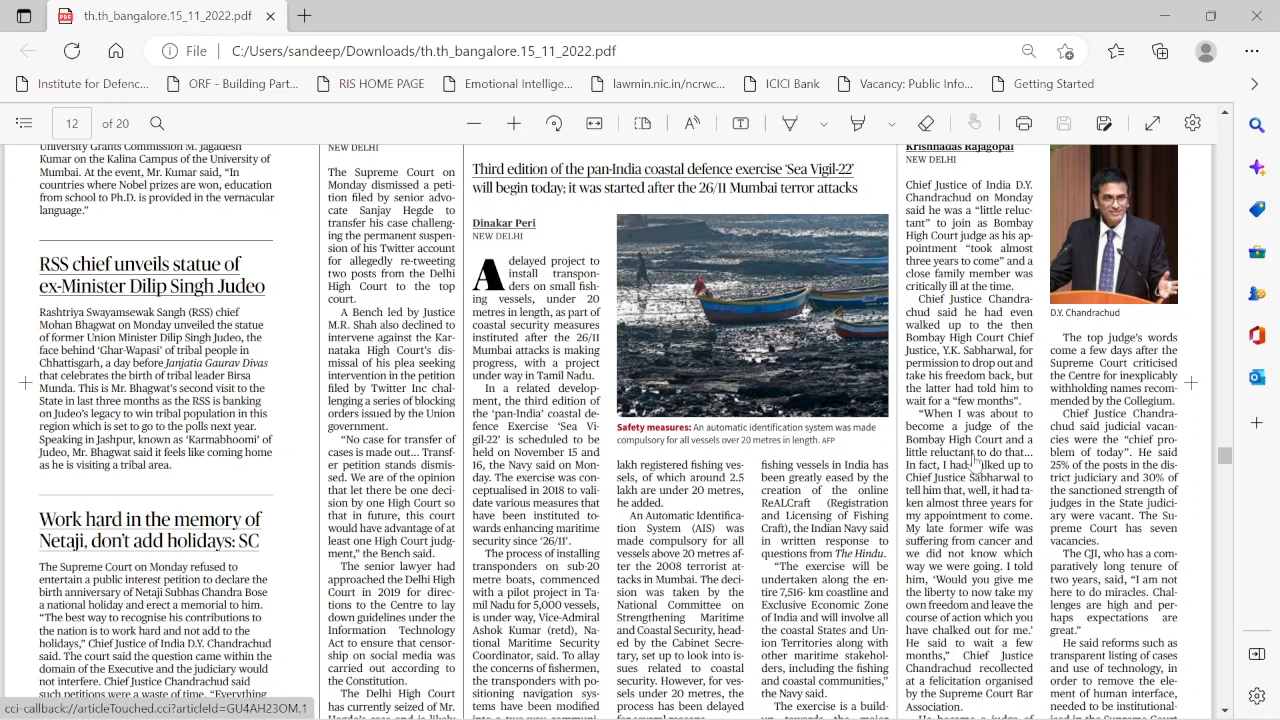 th.th_bangalore.15_11_2022.pdf
File
C:/Users/sandeep/Downloads/th.th_bangalore.15_11_2022.pdf
Institute for Defenc...
ORF - Building Part...
RIS HOME PAGE
Emotional Intellige...
lawmin.nic.in/ncrwc...
ICICI Bank
Vacancy: Public Info...
Getting Started
12
of 20
University Grants Commission M. Jagadesh
Kumar on the Kalina Campus of the University of
Mumbai. At the event, Mr. Kumar said, “In
countries where Nobel prizes are won, education
from school to Ph.D. is provided in the vernacular
language.”
RSS chief unveils statue of
ex-Minister Dilip Singh Judeo
Rashtriya Swayamsewak Sangh (RSS) chief
Mohan Bhagwat on Monday unveiled the statue
of former Union Minister Dilip Singh Judeo, the
face behind ‘Ghar-Wapasi’ of tribal people in
Chhattisgarh, a day before Janjatia Gaurav Divas
that celebrates the birth of tribal leader Birsa
Munda. This is Mr. Bhagwat’s second visit to the
State in last three months as the RSS is banking
on Judeo’s legacy to win tribal population in this
region which is set to go to the polls next year.
Speaking in Jashpur, known as ‘Karmabhoomi’ of
Judeo, Mr. Bhagwat said it feels like coming home
as he is visiting a tribal area.
Work hard in the memory of
Netaji, don’t add holidays: SC
The Supreme Court on Monday refused to
entertain a public interest petition to declare the
birth anniversary of Netaji Subhas Chandra Bose
a national holiday and erect a memorial to him.
“The best way to recognise his contributions to
the nation is to work hard and not add to the
holidays,” Chief Justice of India D.Y. Chandrachud
said. The court said the question came within the
domain of the Executive and the judiciary would
not interfere. Chief Justice Chandrachud said
such petitions were a waste of time. “Everything
cci-callback://articleTouched.cci?articleId=GU4AH23OM.1
NEW DELHI
The Supreme Court on
Monday dismissed a peti-
tion filed by senior advo-
cate Sanjay Hegde to
transfer his case challeng-
ing the permanent suspen-
sion of his Twitter account
for allegedly re-tweeting
two posts from the Delhi
High Court to the top
court.
A Bench led by Justice
M.R. Shah also declined to
intervene against the Kar-
nataka High Court’s dis-
missal of his plea seeking
intervention in the petition
filed by Twitter Inc chal-
lenging a series of blocking
orders issued by the Union
government.
“No case for transfer of
cases is made out... Transf-
er petition stands dismis-
sed. We are of the opinion
that let there be one deci-
sion by one High Court so
that in future, this court
would have advantage of at
least one High Court judg-
ment,” the Bench said.
The senior lawyer had
approached the Delhi High
Court in 2019 for direc-
tions to the Centre to lay
down guidelines under the
Information Technology
Act to ensure that censor-
ship on social media was
carried out according to
the Constitution.
The Delhi High Court
has currently seized of Mr.
Hegde’s case and is likely
Third edition of the pan-India coastal defence exercise ‘Sea Vigil-22’
will begin today; it was started after the 26/11 Mumbai terror attacks
Dinakar Peri
NEW DELHI
A delayed project to
install transpon-
ders on small fish-
ing vessels, under 20
metres in length, as part of
coastal security measures
instituted after the 26/11
Mumbai attacks is making
progress, with a project
under way in Tamil Nadu.
In a related develop-
ment, the third edition of
the ‘pan-India’ coastal de-
fence Exercise ‘Sea Vi-
gil-22’ is scheduled to be
held on November 15 and
16, the Navy said on Mon-
day. The exercise was con-
ceptualised in 2018 to vali-
date various measures that
have been instituted to-
wards enhancing maritime
security since ‘26/11’.
The process of installing
transponders on sub-20
metre boats, commenced
with a pilot project in Ta-
mil Nadu for 5,000 vessels,
is under way, Vice-Admiral
Ashok Kumar (retd), Na-
tional Maritime Security
Coordinator, said. To allay
the concerns of fishermen,
the transponders with po-
sitioning navigation sys-
tems have been modified
into a two-way communi-
Safety measures: An automatic identification system was made
compulsory for all vessels over 20 metres in length. AFP
lakh registered fishing ves-
sels, of which around 2.5
lakh are under 20 metres,
he added.
An Automatic Identifica-
tion System (AIS) was
made compulsory for all
vessels above 20 metres af-
ter the 2008 terrorist at-
tacks in Mumbai. The deci-
sion was taken by the
National Committee on
Strengthening Maritime
and Coastal Security, head-
ed by the Cabinet Secre-
tary, set up to look into is-
sues related to coastal
security. However, for ves-
sels under 20 metres, the
process has been delayed
for several reasons.
fishing vessels in India has
been greatly eased by the
creation of the online
ReALCraft (Registration
and Licensing of Fishing
Craft), the Indian Navy said
in written response to
questions from The Hindu.
“The exercise will be
undertaken along the en-
tire 7,516- km coastline and
Exclusive Economic Zone
of India and will involve all
the coastal States and Un-
ion Territories along with
other maritime stakehol-
ders, including the fishing
and coastal communities,”
the Navy said.
The exercise is a build-
up towards the major
Krishnadas Rajagopal
NEW DELHI
Chief Justice of India D.Y.
Chandrachud on Monday
said he was a “little reluc-
tant” to join as Bombay
High Court judge as his ap-
pointment “took almost
three years to come” and a
close family member was
critically ill at the time.
Chief Justice Chandra-
chud said he had even
walked up to the then
Bombay High Court Chief
Justice, Y.K. Sabharwal, for
permission to drop out and
take his freedom back, but
the latter had told him to
wait for a “few months”.
“When I was about to
become a judge of the
Bombay High Court and a
little reluctant to do that...
In fact, I had walked up to
Chief Justice Sabharwal to
tell him that, well, it had ta-
ken almost three years for
my appointment to come.
My late former wife was
suffering from cancer and
we did not know which
way we were going. I told
him, ‘Would you give me
the liberty to now take my
own freedom and leave the
course of action which you
have chalked out for me.’
He said to wait a few
months,” Chief Justice
Chandrachud recollected
at a felicitation organised
by the Supreme Court Bar
Association.
He became a judge of
D.Y. Chandrachud
The top judge’s words
come a few days after the
Supreme Court criticised
the Centre for inexplicably
withholding names recom-
mended by the Collegium.
Chief Justice Chandra-
chud said judicial vacan-
cies were the “chief pro-
blem of today”. He said
25% of the posts in the dis-
trict judiciary and 30% of
the sanctioned strength of
judges in the State judici-
ary were vacant. The Su-
preme Court has seven
vacancies.
The CJI, who has a com-
paratively long tenure of
two years, said, “I am not
here to do miracles. Chal-
lenges are high and per-
haps expectations are
great.”
He said reforms such as
transparent listing of cases
and use of technology, in
order to remove the ele-
ment of human interface,
needed to be institutional-